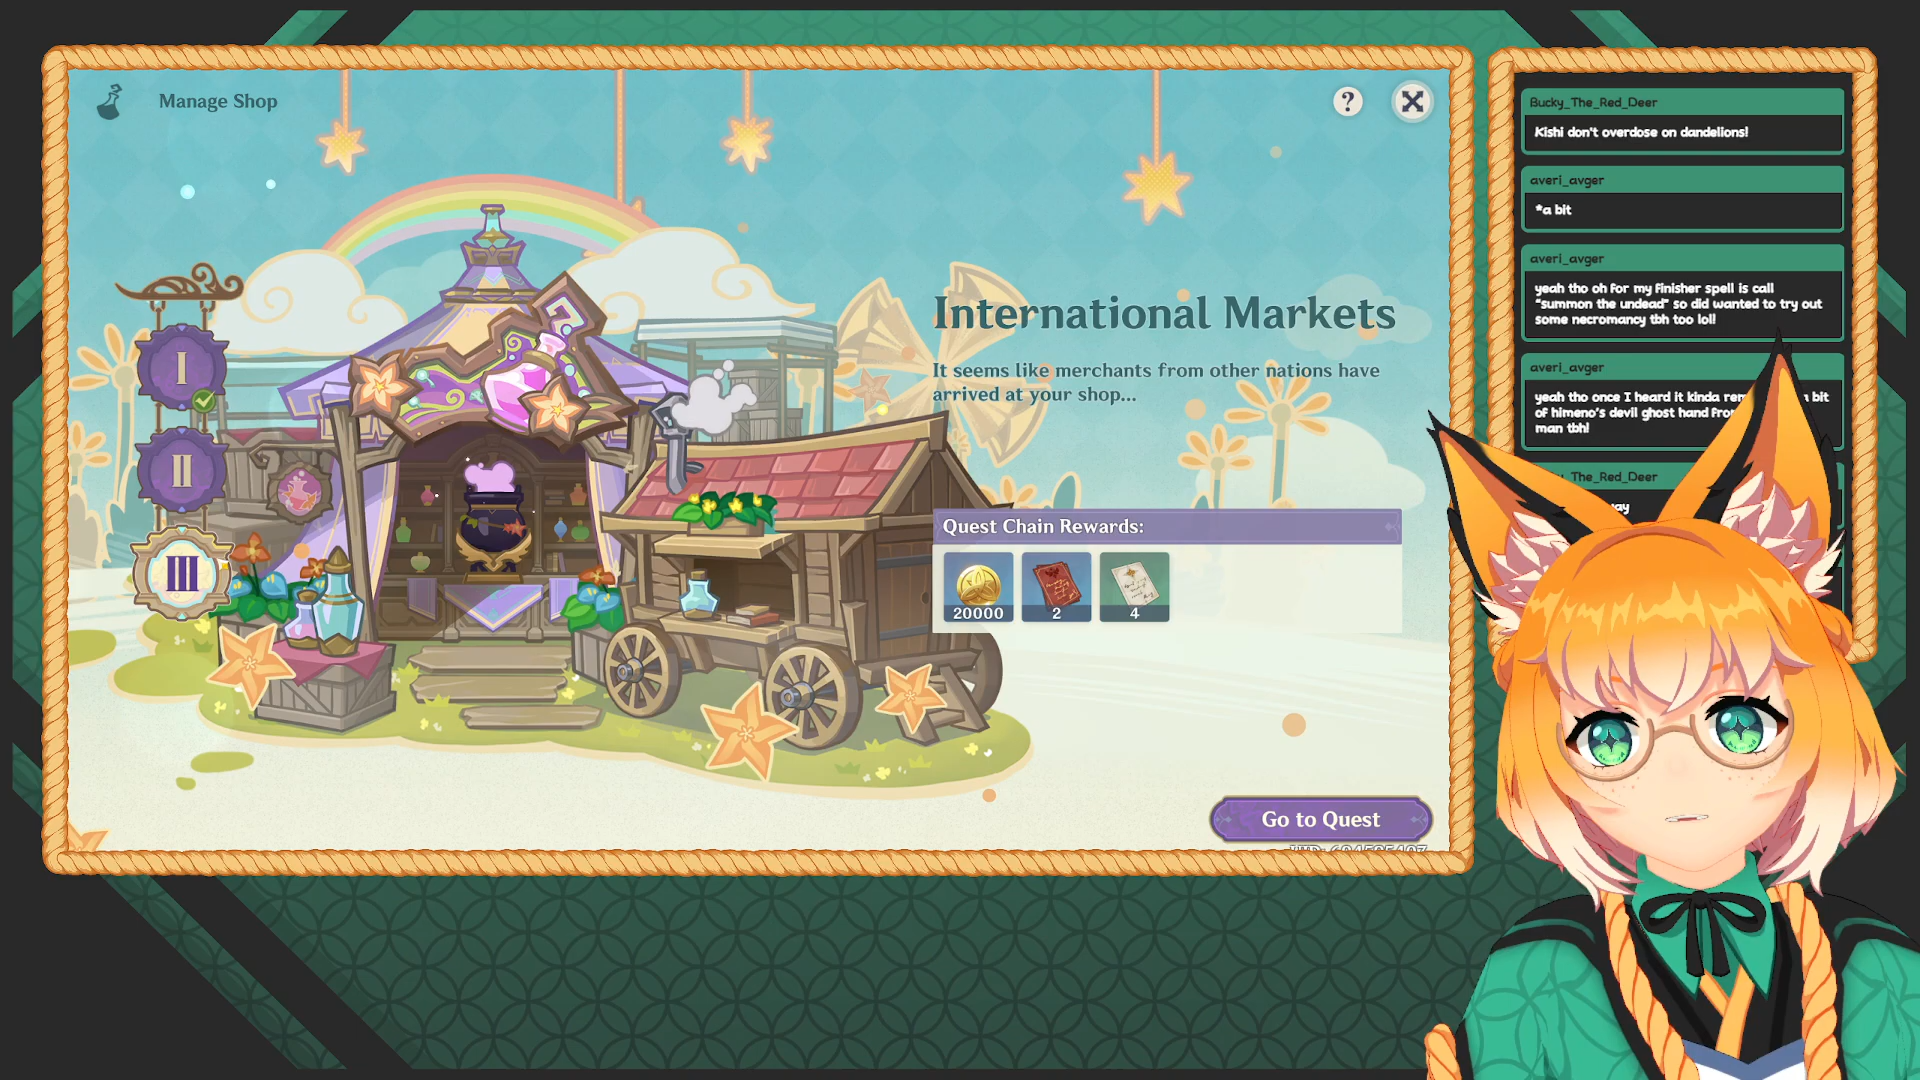 Manage Shop
?
I
II
III
International Markets
It seems like merchants from other nations have
arrived at your shop...
Quest Chain Rewards:
20000
2
4
Go to Quest
Bucky_The_Red_Deer
Kishi don't overdose on dandelions!
averi_avger
*a bit
averi_avger
yeah tho oh for my finisher spell is call
"summon the undead" so did wanted to try out
some necromancy tbh too lol!
averi_avger
yeah tho once I heard it kinda bit
of himeno's devil ghost hand
man tbh!
The_Red_Deer